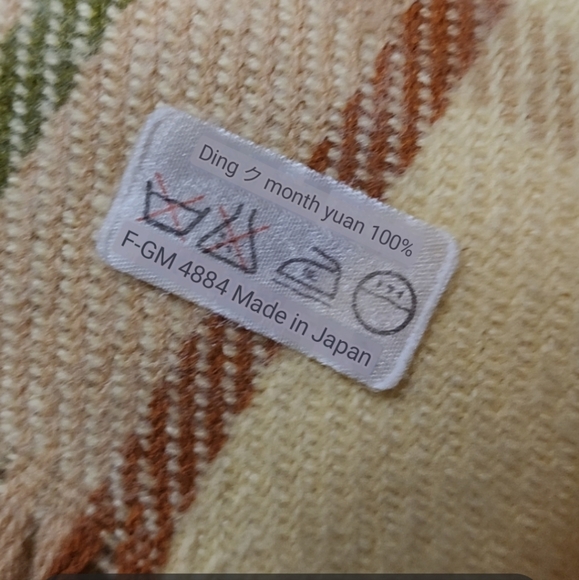 Ding ク month yuan 100%
F-GM 4884 Made in Japan